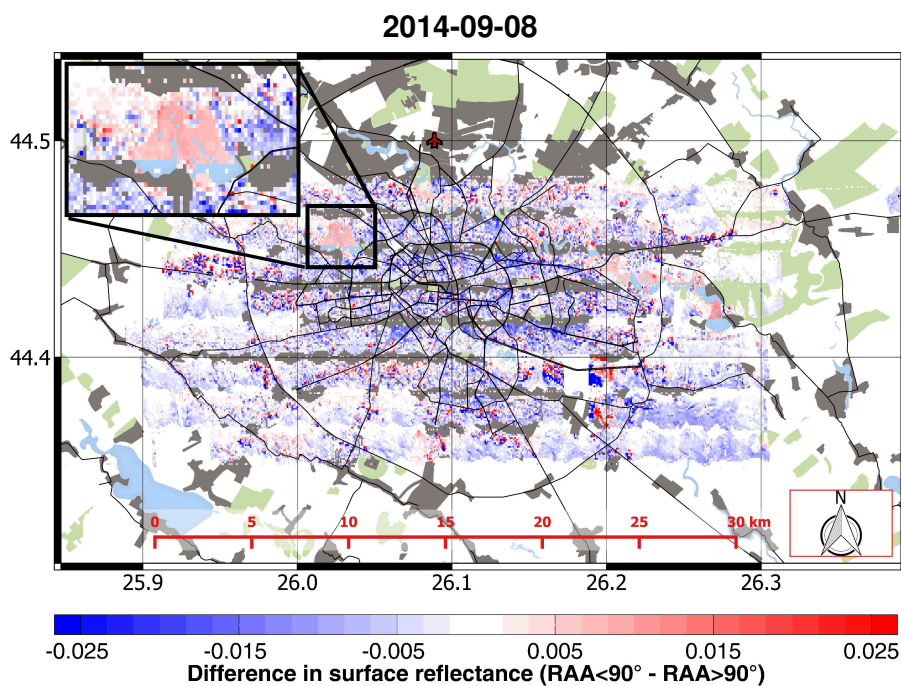 2014-09-08
44.5
44.4
0 5 10 15 20 25 30 km
N
25.9 26.0 26.1 26.2 26.3
-0.025 -0.015 -0.005 0.005 0.015 0.025
Difference in surface reflectance (RAA<90° - RAA>90°)